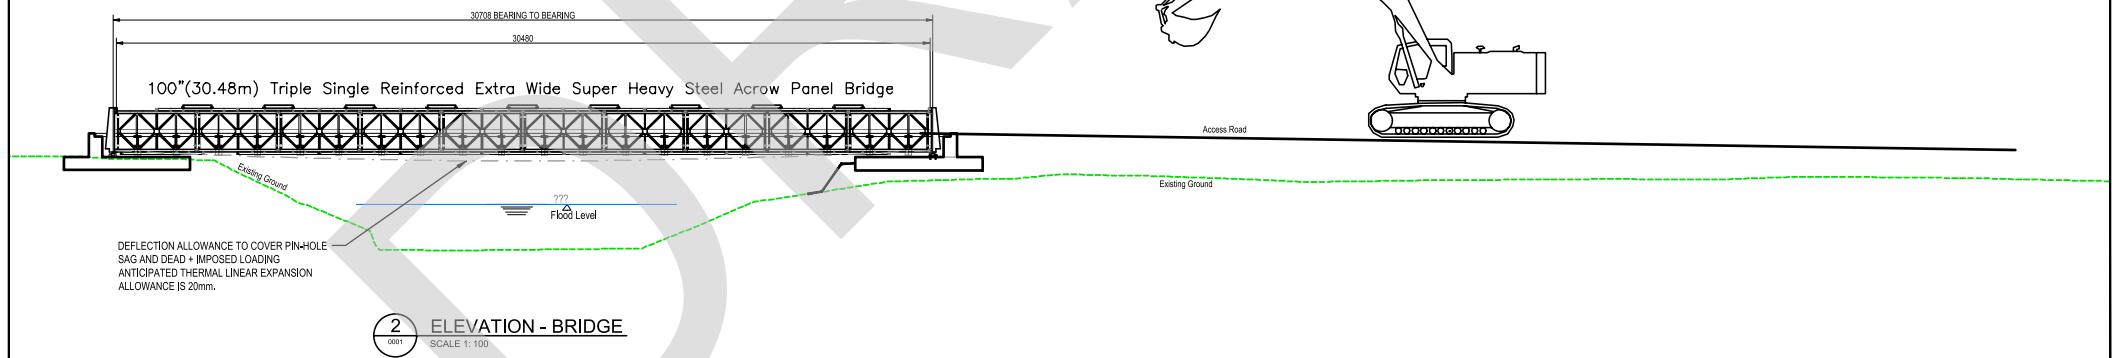 30708 BEARING TO BEARING
30480
100"(30.48m) Triple Single Reinforced Extra Wide Super Heavy Steel Acrow Panel Bridge
Access Road
Existing Ground
Existing Ground
???
Flood Level
DEFLECTION ALLOWANCE TO COVER PIN-HOLE
SAG AND DEAD + IMPOSED LOADING
ANTICIPATED THERMAL LINEAR EXPANSION
ALLOWANCE IS 20mm.
2
0001
ELEVATION - BRIDGE
SCALE 1: 100